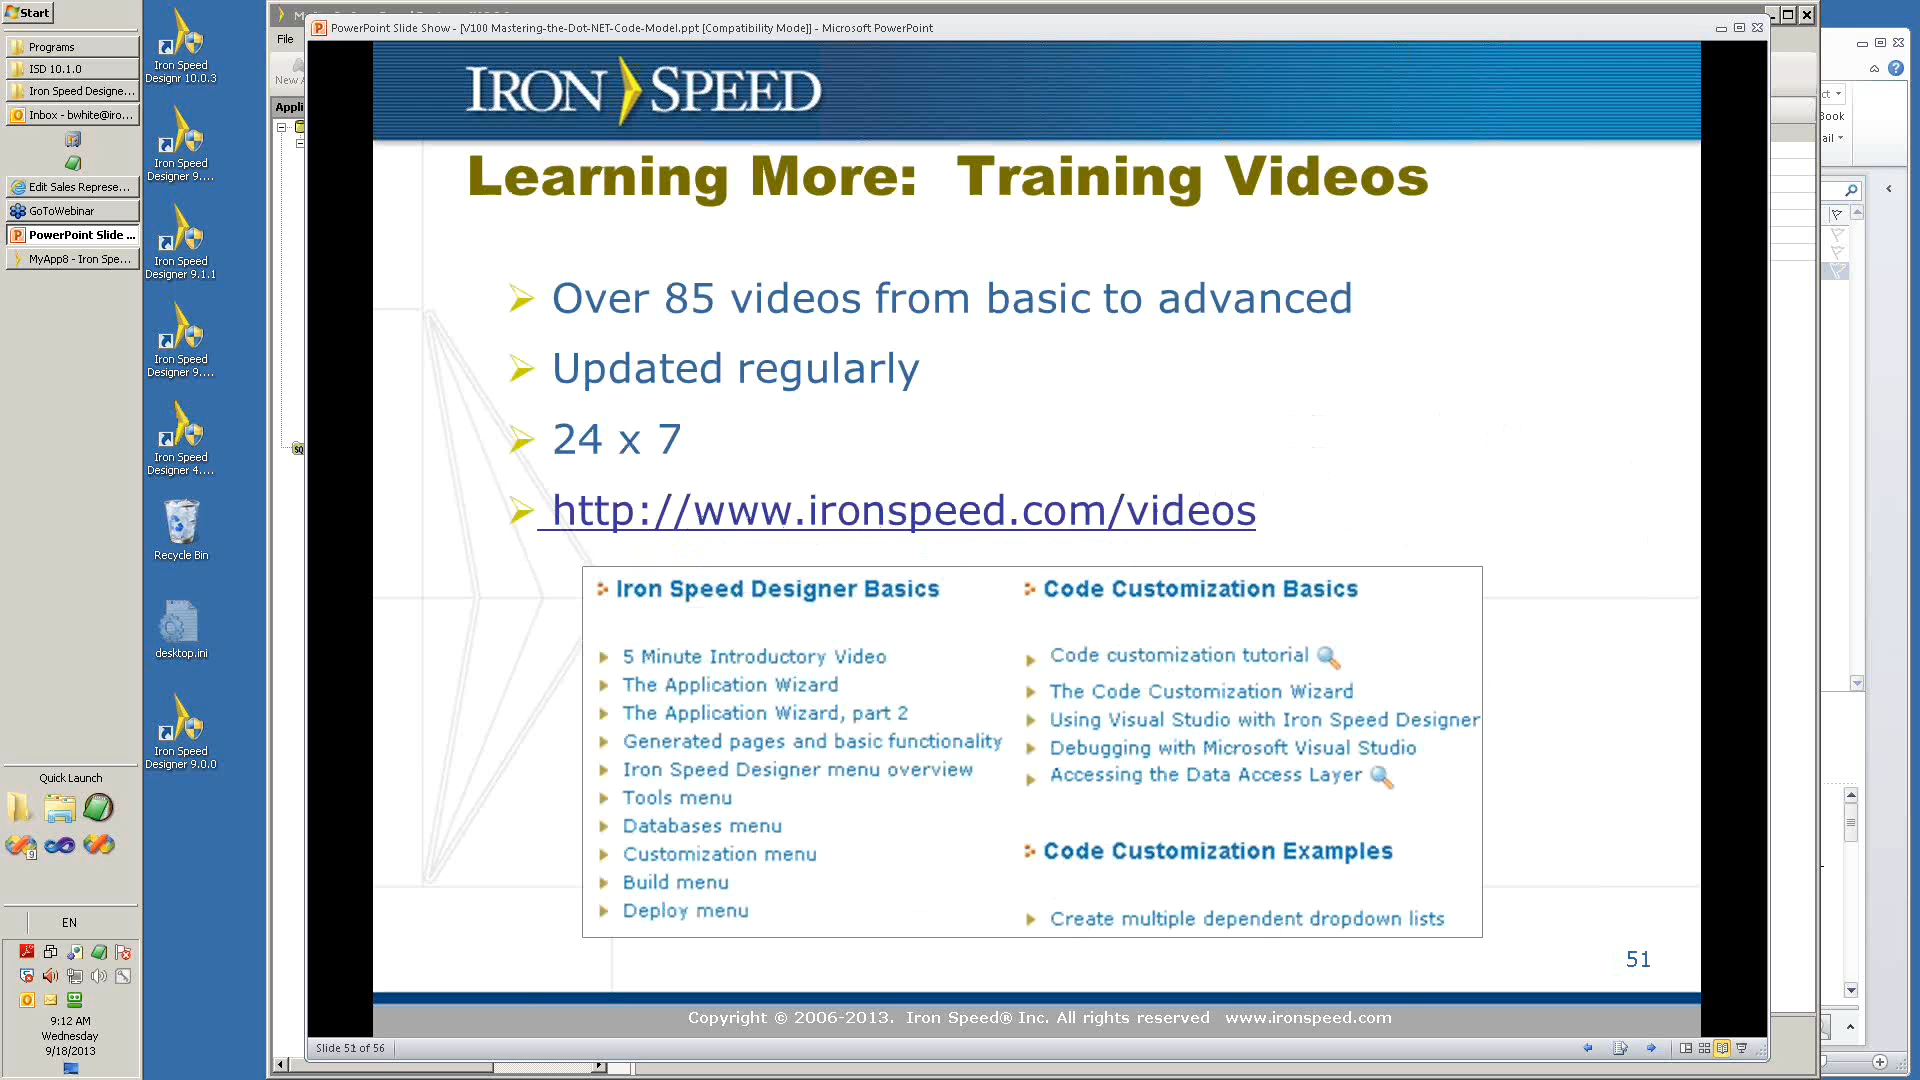 Start
Programs
ISD 10.1.0
Iron Speed Designe...
Inbox - bwhite@iro...
Edit Sales Represe...
GoToWebinar
PowerPoint Slide ...
MyApp8 - Iron Spe...
Quick Launch
9
EN
9:12 AM
Wednesday
9/18/2013
Iron Speed
Designr 10.0.3
Iron Speed
Designer 9....
Iron Speed
Designer 9.1.1
Iron Speed
Designer 9....
Iron Speed
Designer 4....
Recycle Bin
desktop.ini
Iron Speed
Designer 9.0.0
File
New
Appli
PowerPoint Slide Show - [V100 Mastering-the-Dot-NET-Code-Model.ppt [Compatibility Mode]] - Microsoft PowerPoint
IRON SPEED
Learning More: Training Videos
Over 85 videos from basic to advanced
Updated regularly
24 x 7
http://www.ironspeed.com/videos
Iron Speed Designer Basics
5 Minute Introductory Video
The Application Wizard
The Application Wizard, part 2
Generated pages and basic functionality
Iron Speed Designer menu overview
Tools menu
Databases menu
Customization menu
Build menu
Deploy menu
Code Customization Basics
Code customization tutorial
The Code Customization Wizard
Using Visual Studio with Iron Speed Designer
Debugging with Microsoft Visual Studio
Accessing the Data Access Layer
Code Customization Examples
Create multiple dependent dropdown lists
51
Copyright © 2006-2013. Iron Speed® Inc. All rights reserved www.ironspeed.com
Slide 51 of 56
ct
Book
ail